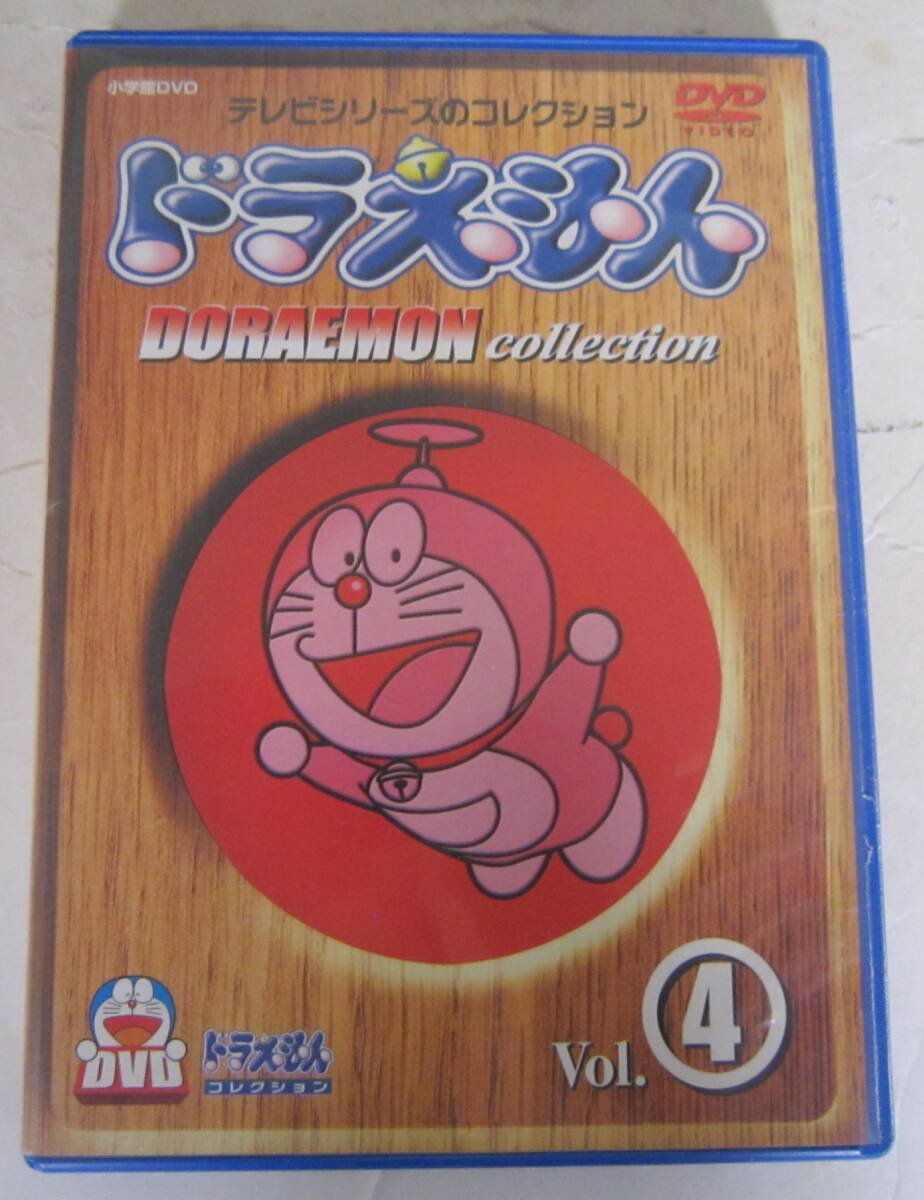 小学館DVD
テレビシリーズのコレクション
DVD
VIDEO
ドラえもん
DORAEMON collection
Vol. 4
DVD
ドラえもん
コレクション